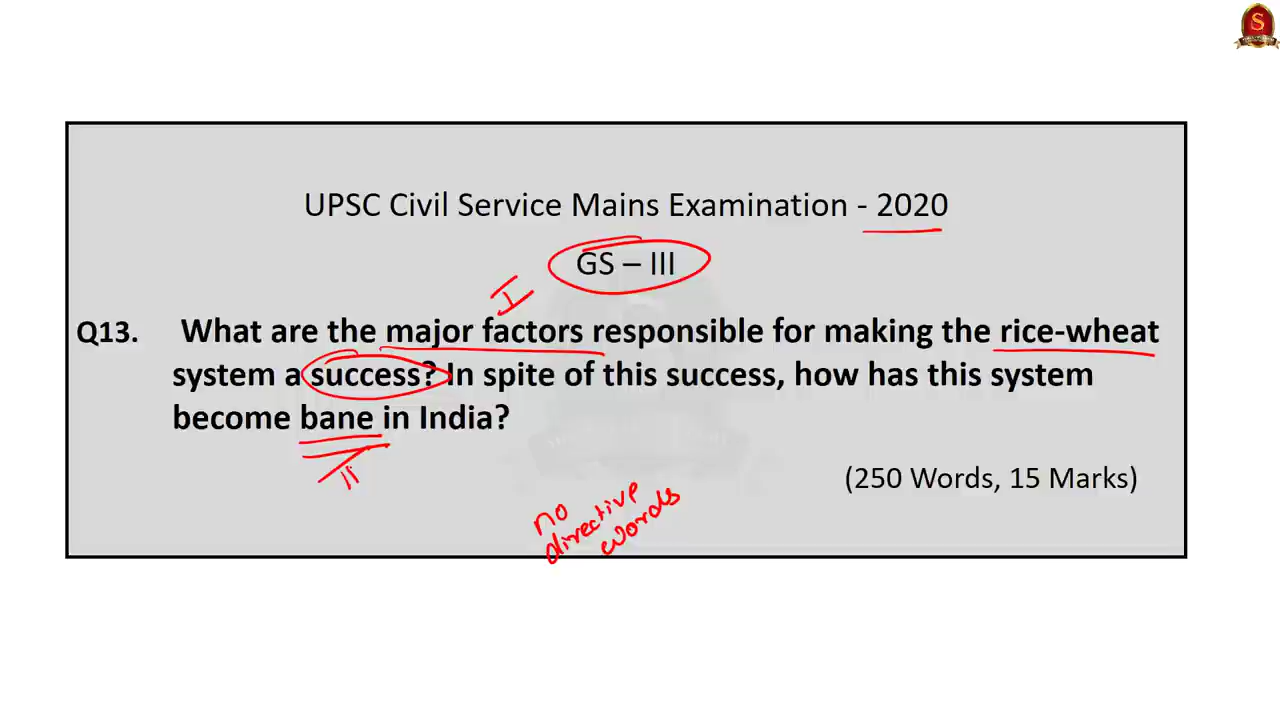 S
UPSC Civil Service Mains Examination - 2020
GS – III
I
Q13. What are the major factors responsible for making the rice-wheat
system a success? In spite of this success, how has this system
become bane in India?
II
(250 Words, 15 Marks)
no
directive
words